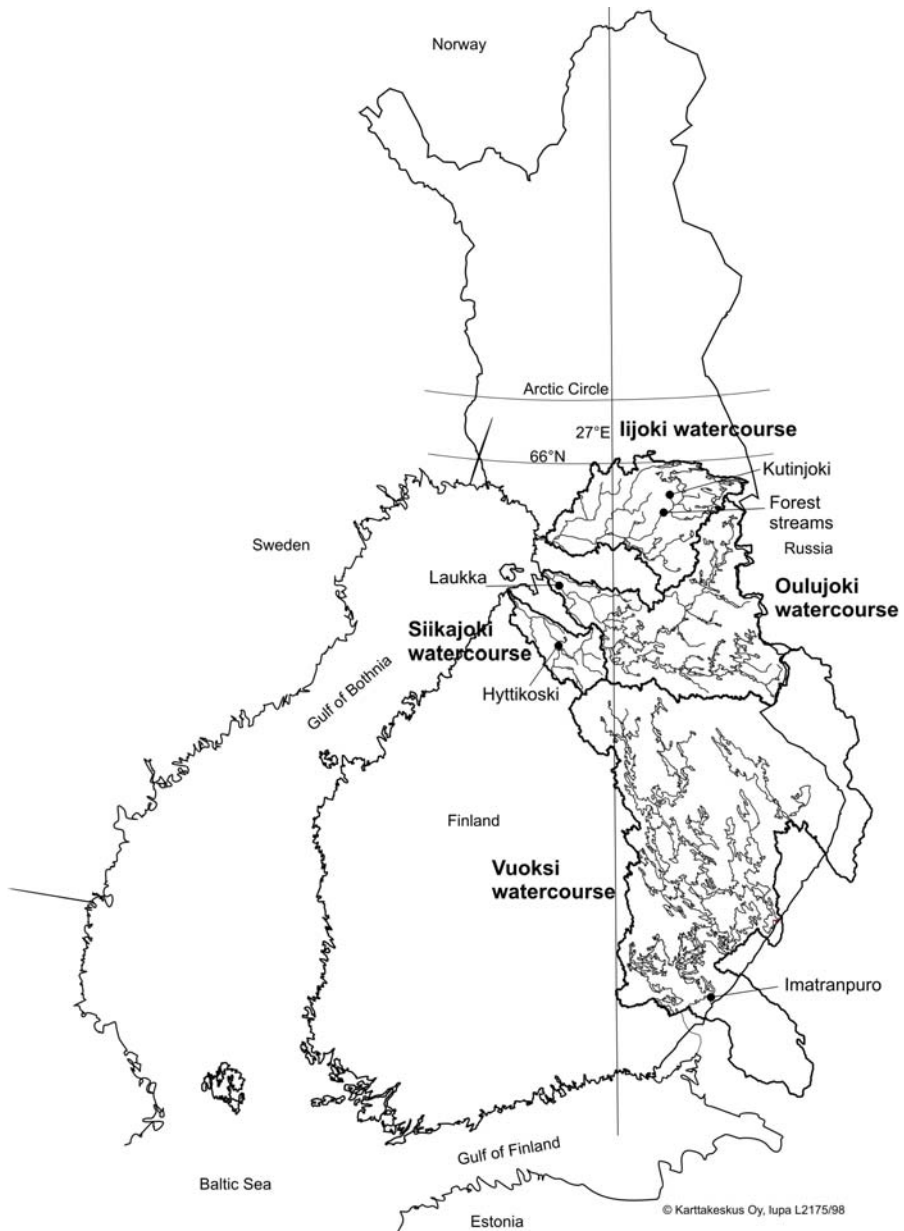 Norway
Arctic Circle
27°E
Iijoki watercourse
66°N
Kutinjoki
Forest
streams
Sweden
Russia
Laukka
Oulujoki
watercourse
Siikajoki
watercourse
Gulf of Bothnia
Hyttikoski
Finland
Vuoksi
watercourse
Imatranpuro
Gulf of Finland
Baltic Sea
© Karttakeskus Oy, lupa L2175/98
Estonia